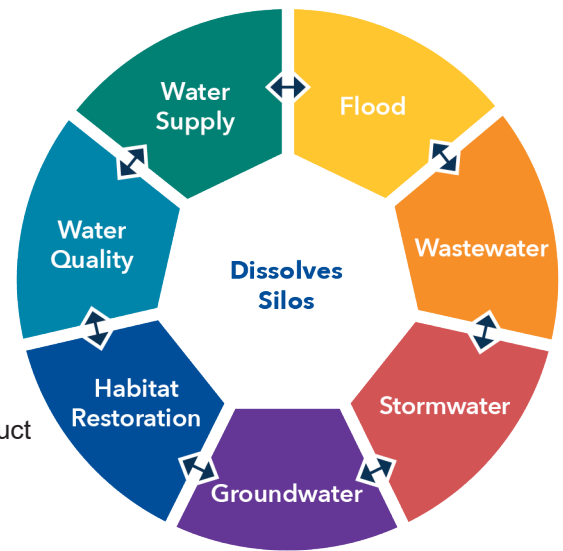 Water
Supply
Flood
Wastewater
Stormwater
Groundwater
Habitat
Restoration
Water
Quality
Dissolves
Silos
uct